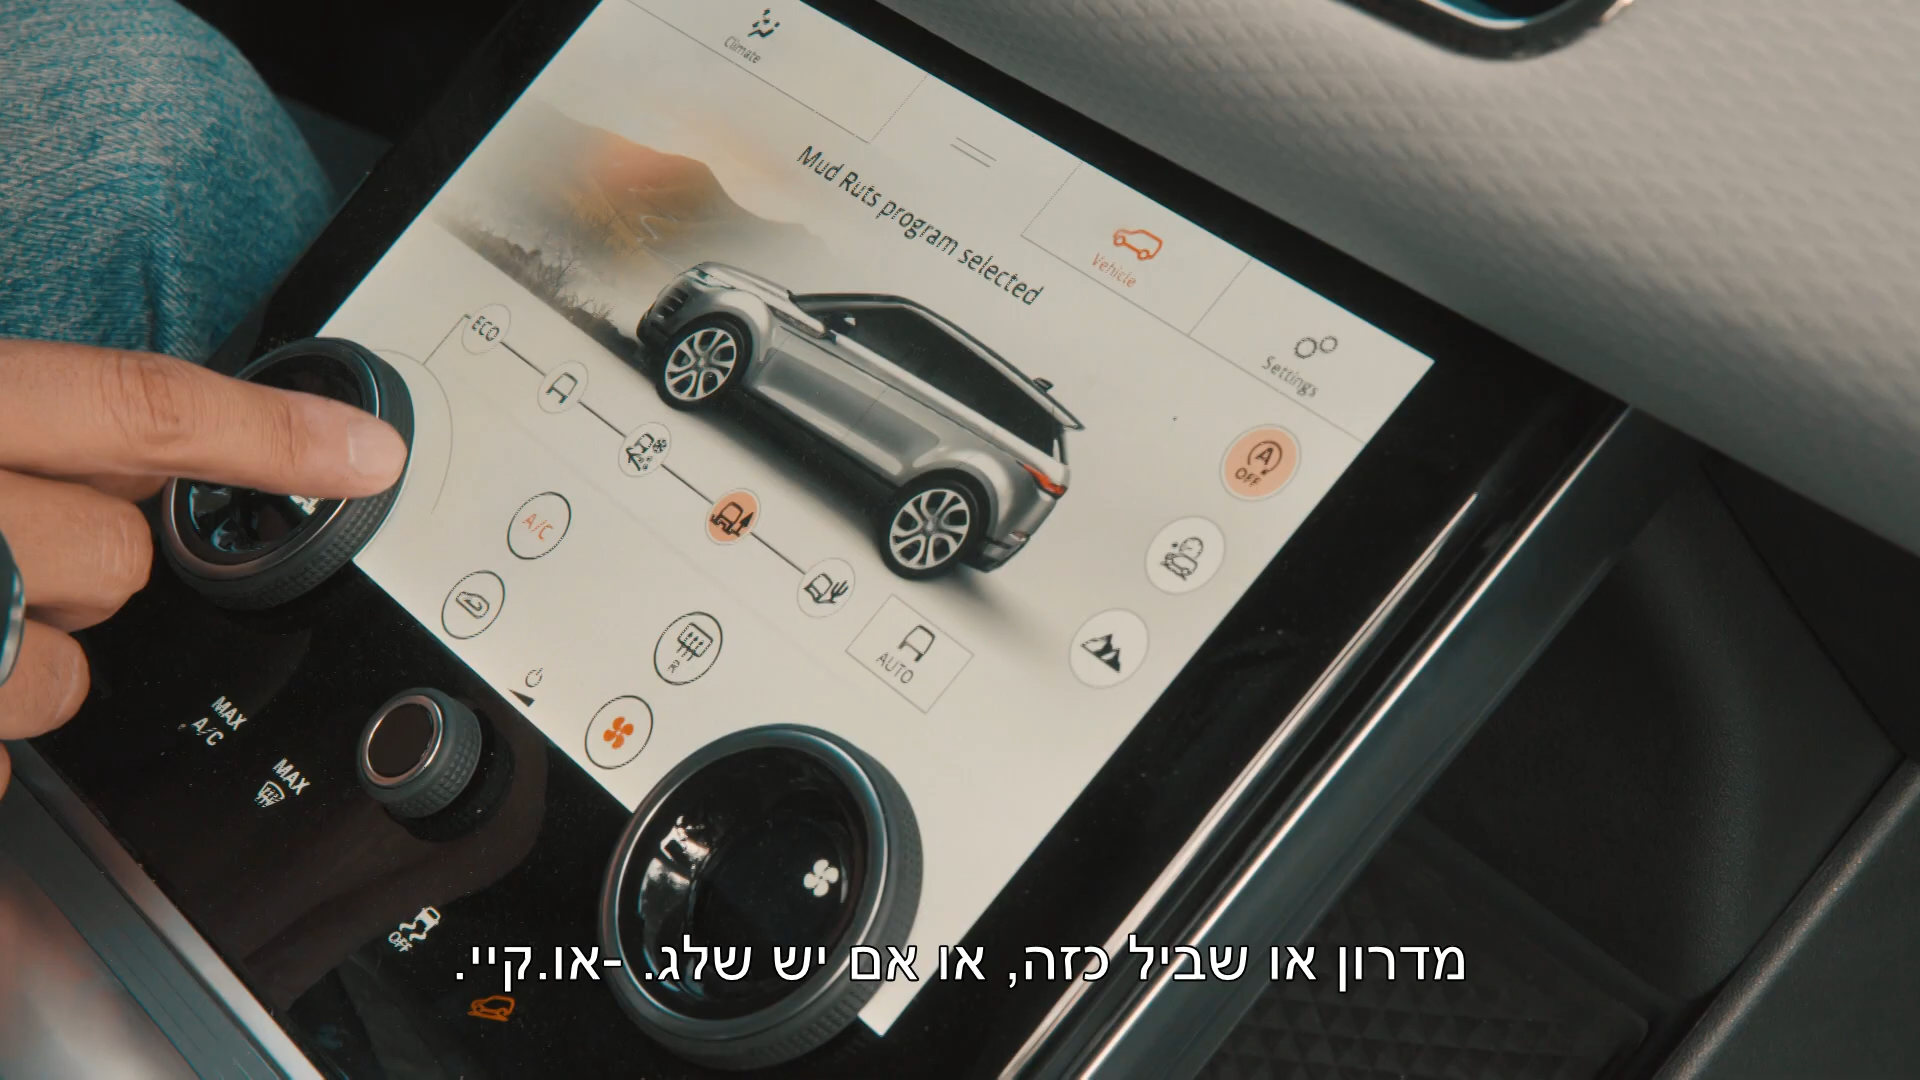 Climate
Mud Ruts program selected
Vehicle
Settings
ECO
A
OFF
A/C
R
AUTO
MAX
A/C
MAX
OFF
מדרון או שביל כזה, או אם יש שלג. -או.קיי.